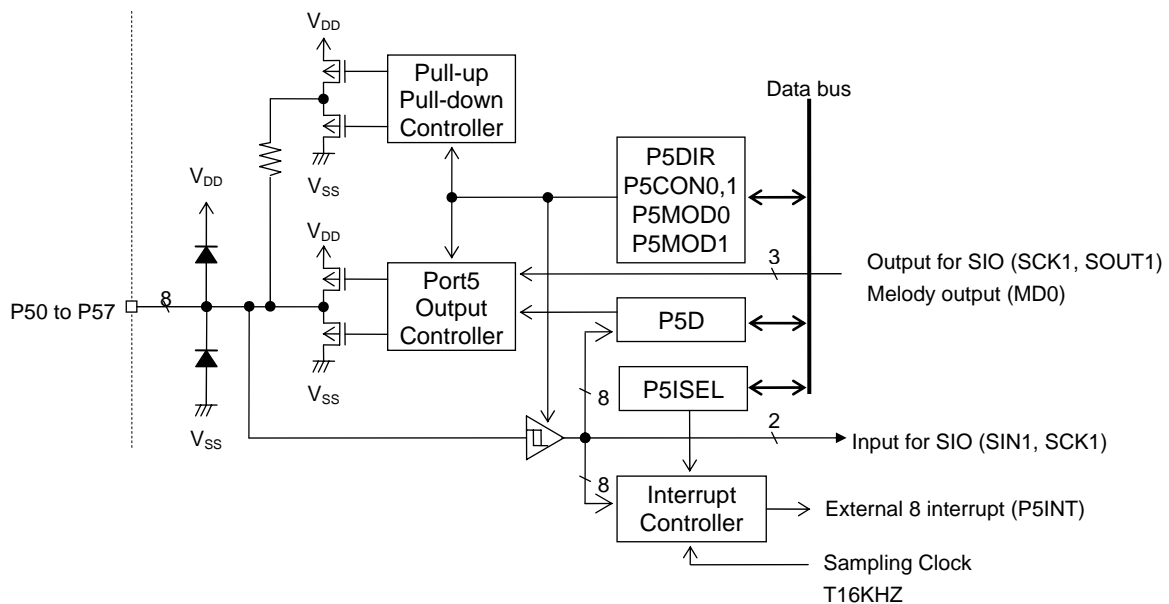 VDD
Pull-up
Pull-down
Controller
VSS
Data bus
P5DIR
P5CON0,1
P5MOD0
P5MOD1
VDD
VDD
3
Output for SIO (SCK1, SOUT1)
Melody output (MD0)
P50 to P57
8
Port5
Output
Controller
P5D
VSS
8
P5ISEL
VSS
2
Input for SIO (SIN1, SCK1)
8
Interrupt
Controller
External 8 interrupt (P5INT)
Sampling Clock
T16KHZ